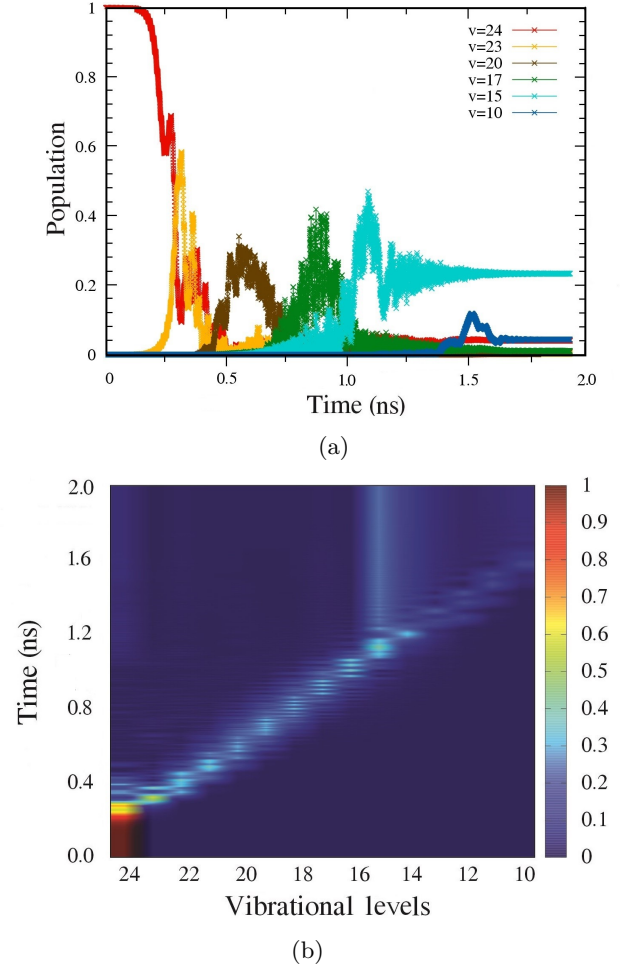 1
v=24
v=23
0.8
v=20
v=17
v=15
v=10
0.6
Population
0.4
0.2
0
0 0.5 1.0 1.5 2.0
Time (ns)
(a)
2.0 1
0.9
1.6 0.8
0.7
1.2 0.6
Time (ns) 0.5
0.8 0.4
0.3
0.4 0.2
0.1
0.0 0
24 22 20 18 16 14 12 10
Vibrational levels
(b)